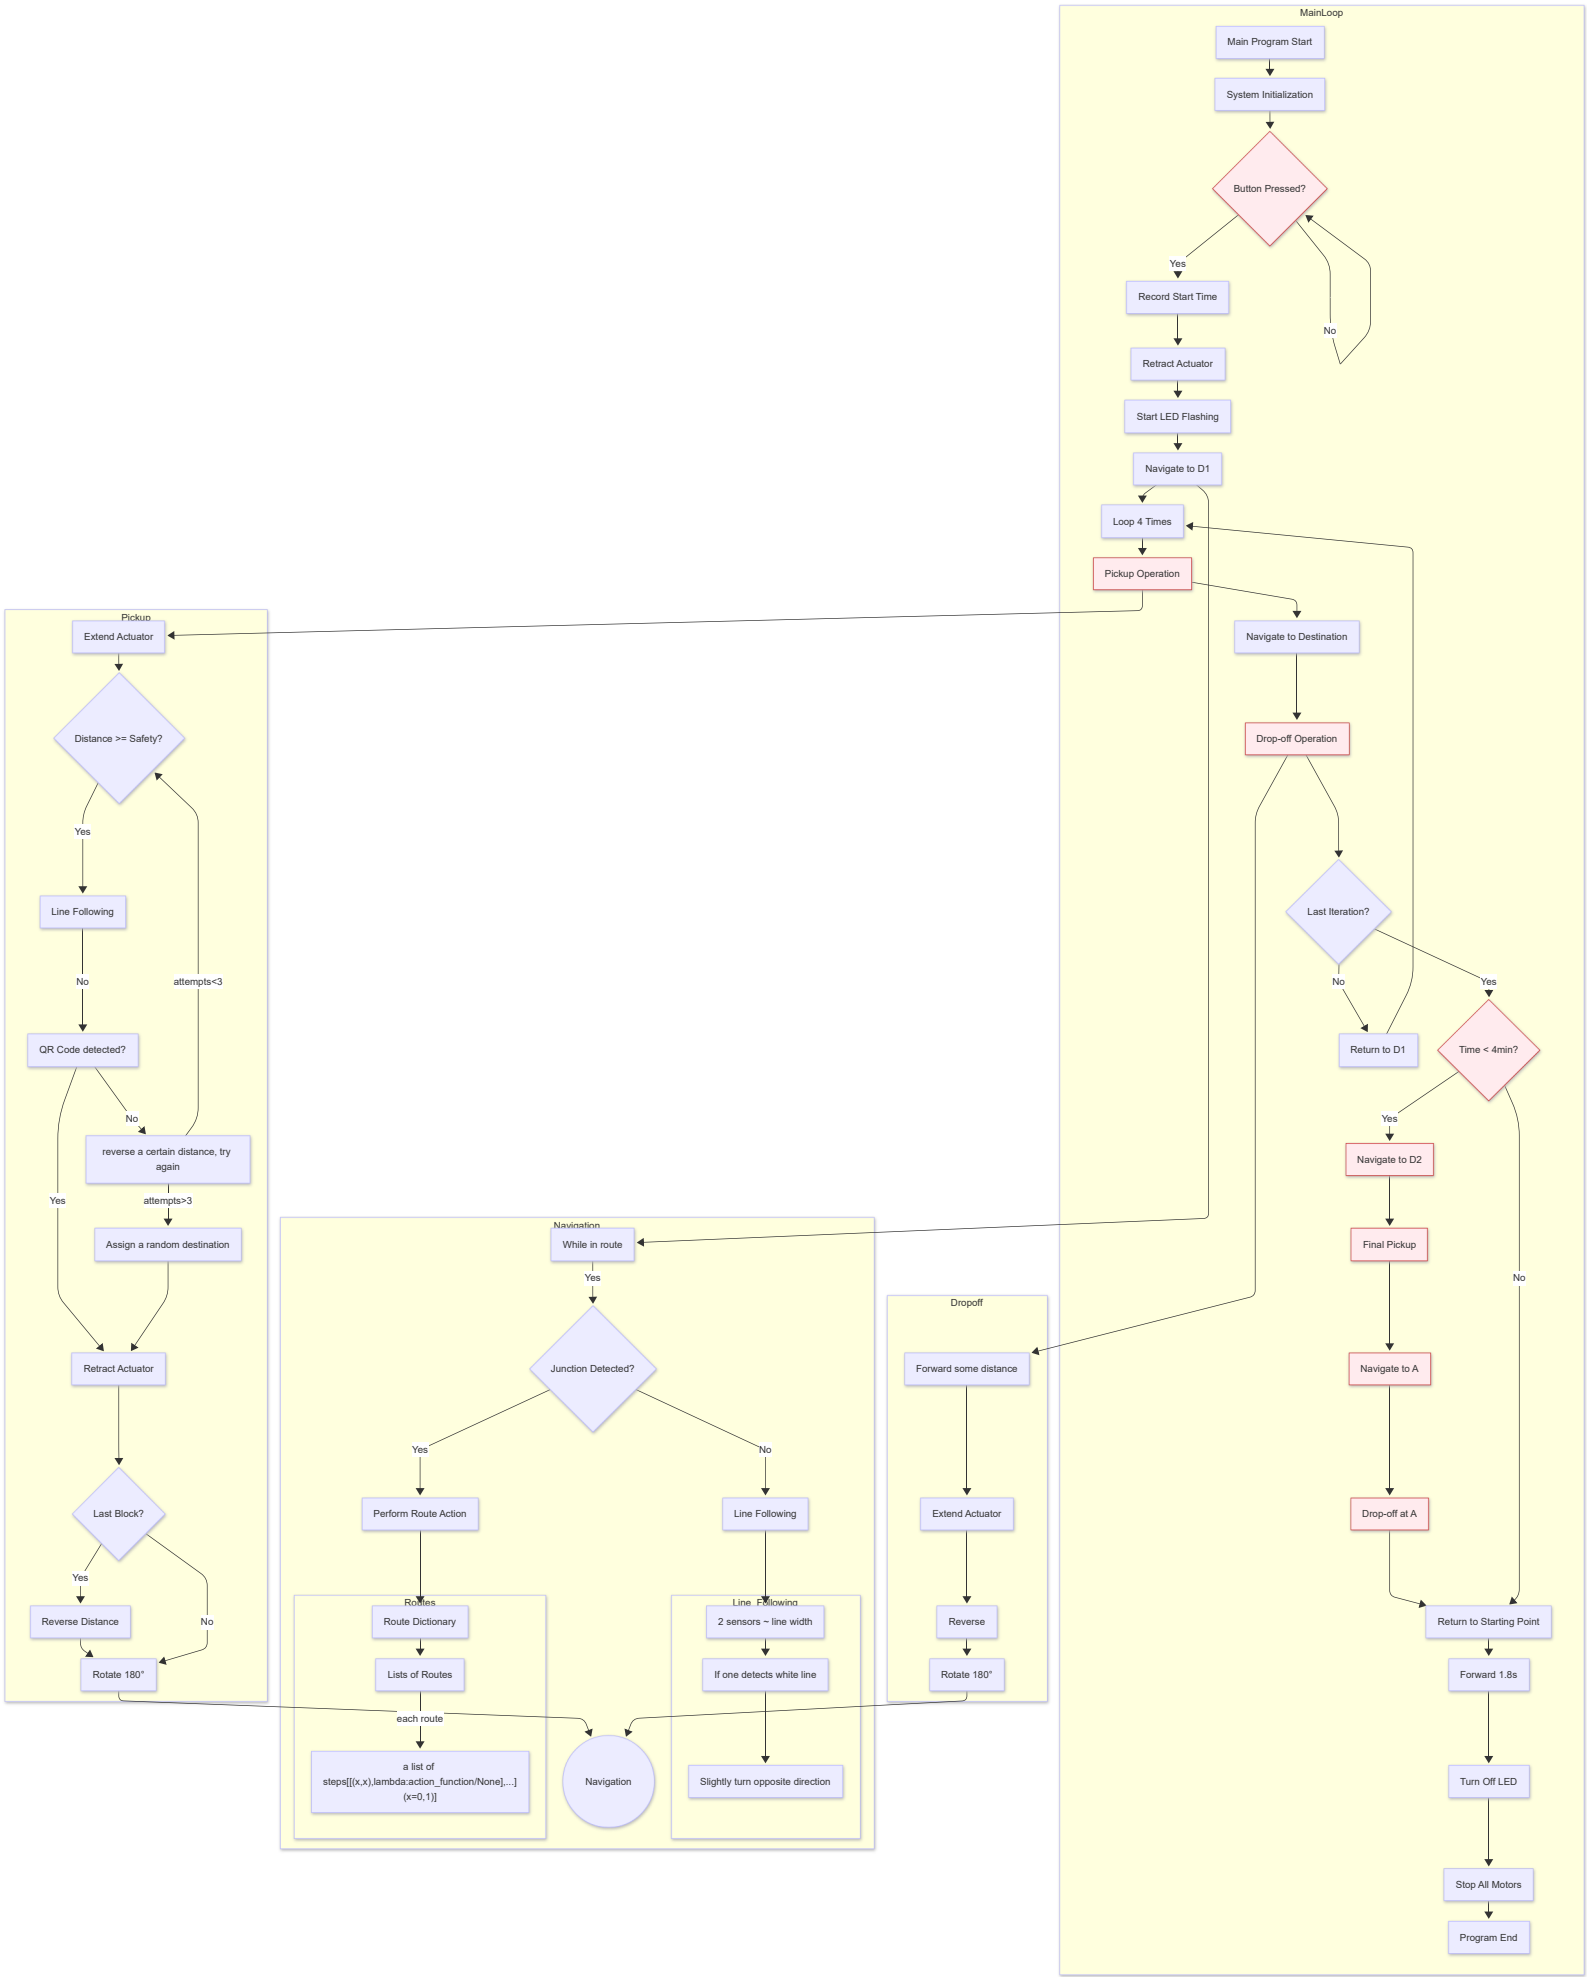 MainLoop
Main Program Start
System Initialization
Button Pressed?
Yes
No
Record Start Time
Retract Actuator
Start LED Flashing
Navigate to D1
Loop 4 Times
Pickup Operation
Navigate to Destination
Drop-off Operation
Last Iteration?
No
Yes
Return to D1
Time < 4min?
Yes
No
Navigate to D2
Final Pickup
Navigate to A
Drop-off at A
Return to Starting Point
Forward 1.8s
Turn Off LED
Stop All Motors
Program End
Pickup
Extend Actuator
Distance >= Safety?
Yes
Line Following
attempts<3
No
QR Code detected?
No
reverse a certain distance, try
again
Yes
attempts>3
Assign a random destination
Retract Actuator
Last Block?
Yes
No
Reverse Distance
Rotate 180°
Navigation
While in route
Yes
Junction Detected?
Yes
No
Perform Route Action
Line Following
Routes
Route Dictionary
Lists of Routes
each route
a list of
steps[[(x,x),lambda:action_function/None],...]
(x=0,1)]
Navigation
Line_Following
2 sensors ~ line width
If one detects white line
Slightly turn opposite direction
Dropoff
Forward some distance
Extend Actuator
Reverse
Rotate 180°